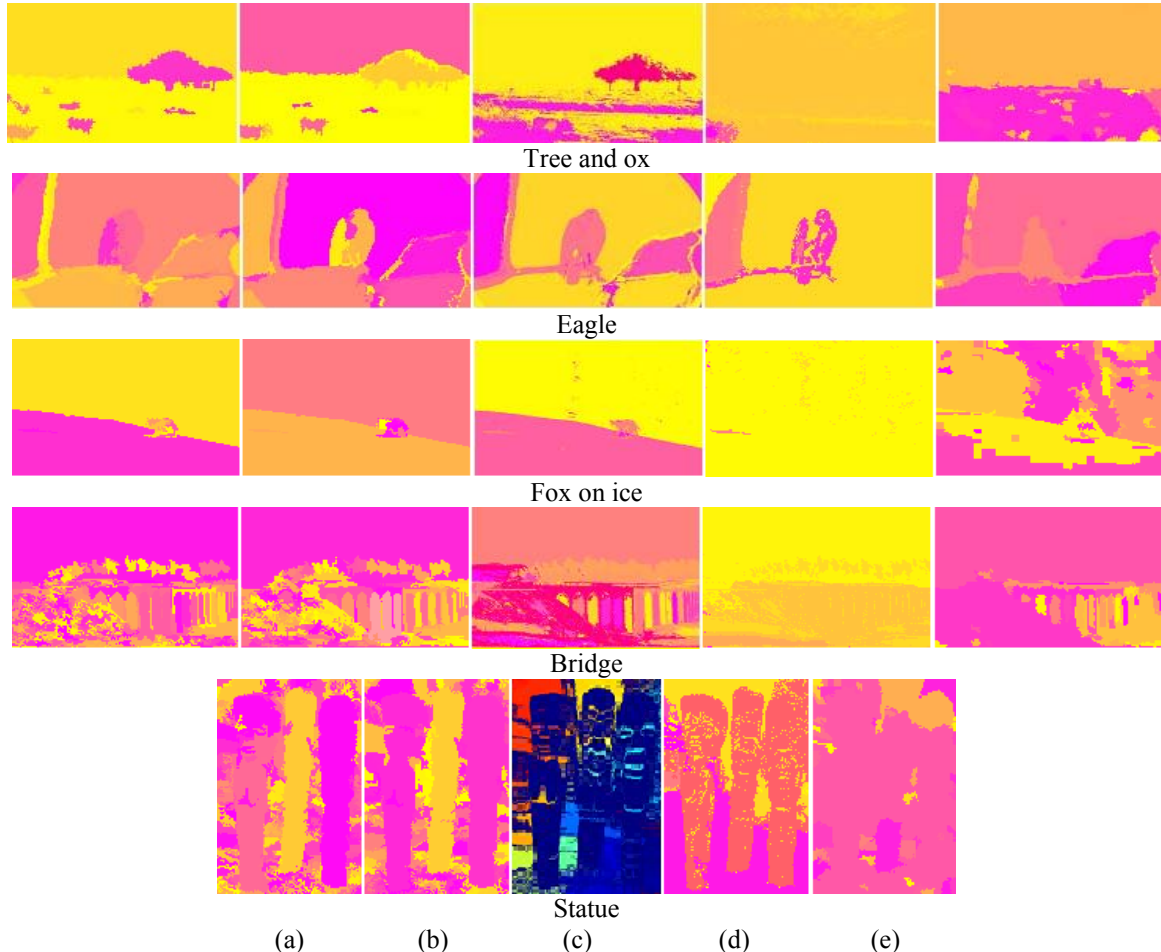 Tree and ox
Eagle
Fox on ice
Bridge
Statue
(a) (b) (c) (d) (e)